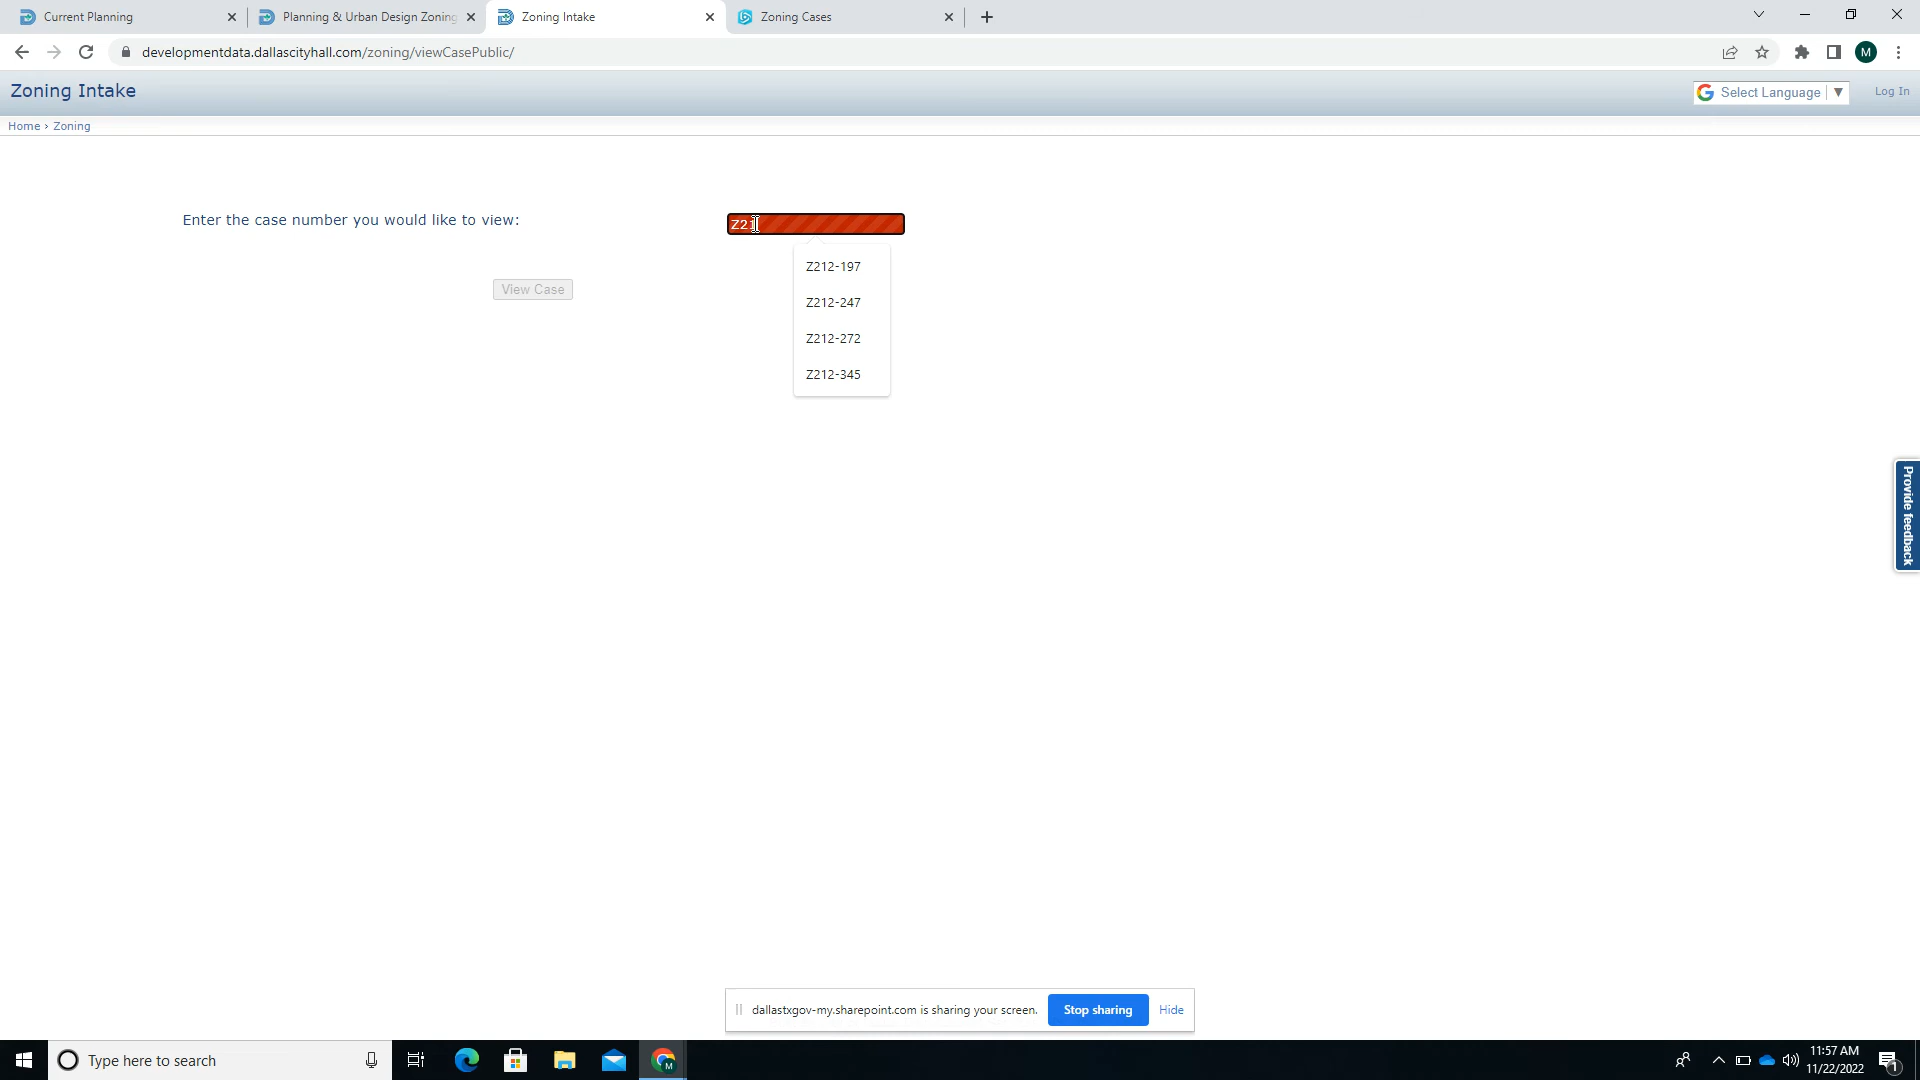 Current Planning
Planning & Urban Design Zoning
Zoning Intake
Zoning Cases
developmentdata.dallascityhall.com/zoning/viewCasePublic/
M
Zoning Intake
G Select Language ▼
Log In
Home › Zoning
Enter the case number you would like to view:
Z21
Z212-197
View Case
Z212-247
Z212-272
Z212-345
Provide feedback
dallastxgov-my.sharepoint.com is sharing your screen.
Stop sharing
Hide
Type here to search
M
11:57 AM
11/22/2022
1